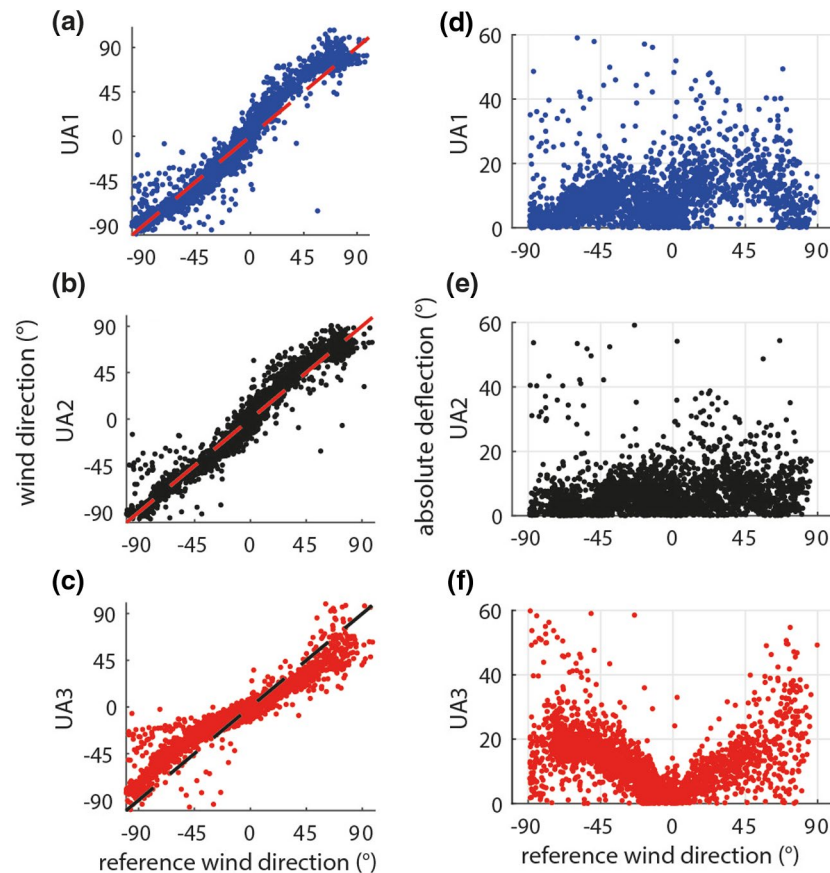 (a)
90
45
0
-45
-90
UA1
-90 -45 0 45 90
(d)
60
40
20
0
UA1
-90 -45 0 45 90
(b)
90
45
0
-45
-90
wind direction (°)
UA2
-90 -45 0 45 90
(e)
60
40
20
0
absolute deflection (°)
UA2
-90 -45 0 45 90
(c)
90
45
0
-45
-90
UA3
-90 -45 0 45 90
reference wind direction (°)
(f)
60
40
20
0
UA3
-90 -45 0 45 90
reference wind direction (°)